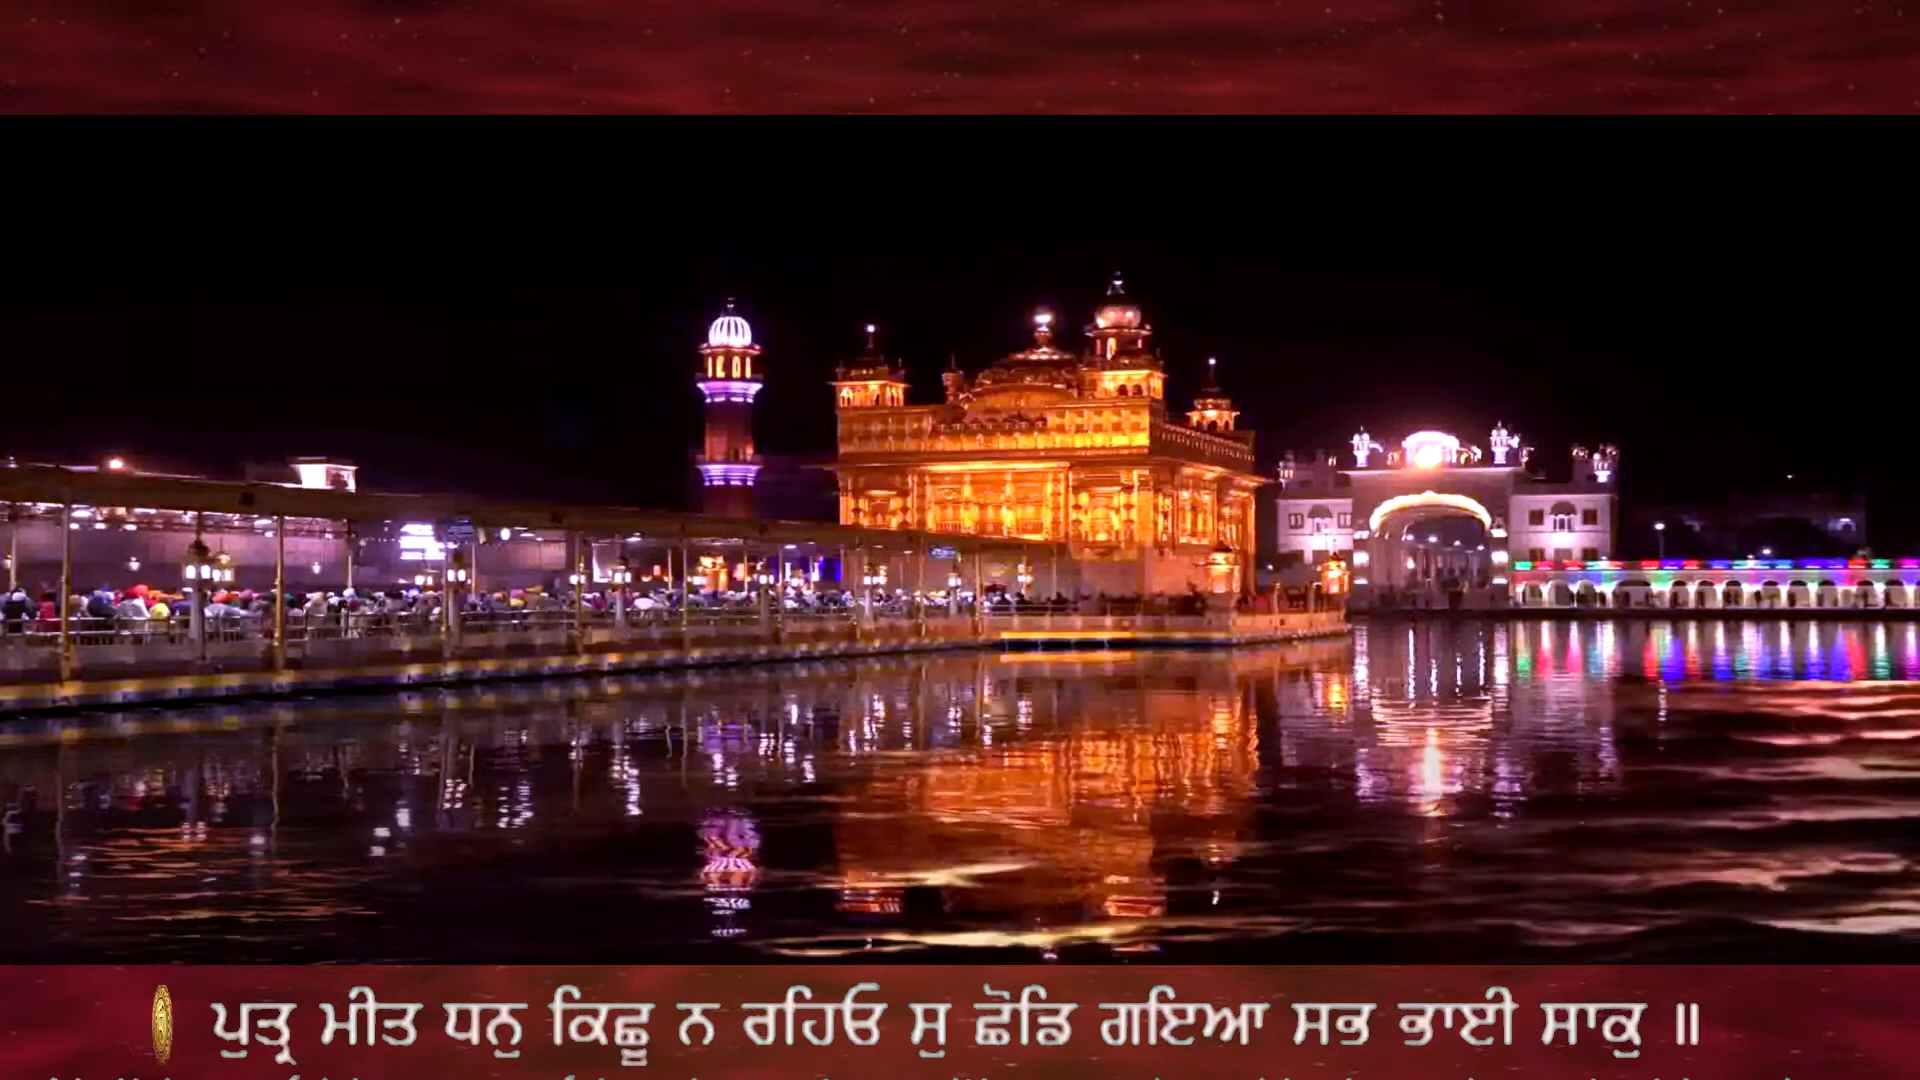 ਪੁਤ੍ਰ ਮੀਤ ਧਨੁ ਕਿਛੂ ਨ ਰਹਿਓ ਸੁ ਛੋਡਿ ਗਇਆ ਸਭ ਭਾਈ ਸਾਕੁ ॥